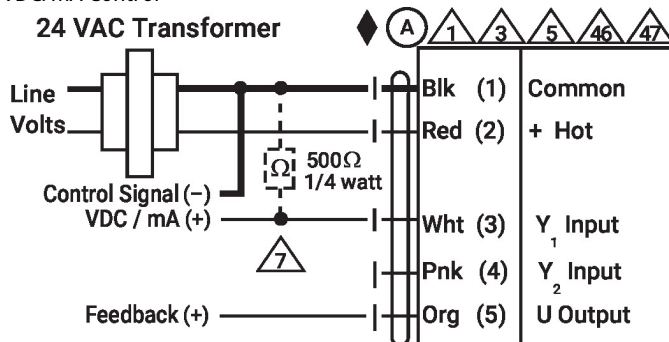 24 VAC Transformer
A 1 3 5 46 47
Line
Volts
Blk (1) Common
Red (2) + Hot
Ω 500Ω
1/4 watt
Control Signal (−)
VDC / mA (+)
7
Wht (3) Y1 Input
Pnk (4) Y2 Input
Feedback (+)
Org (5) U Output